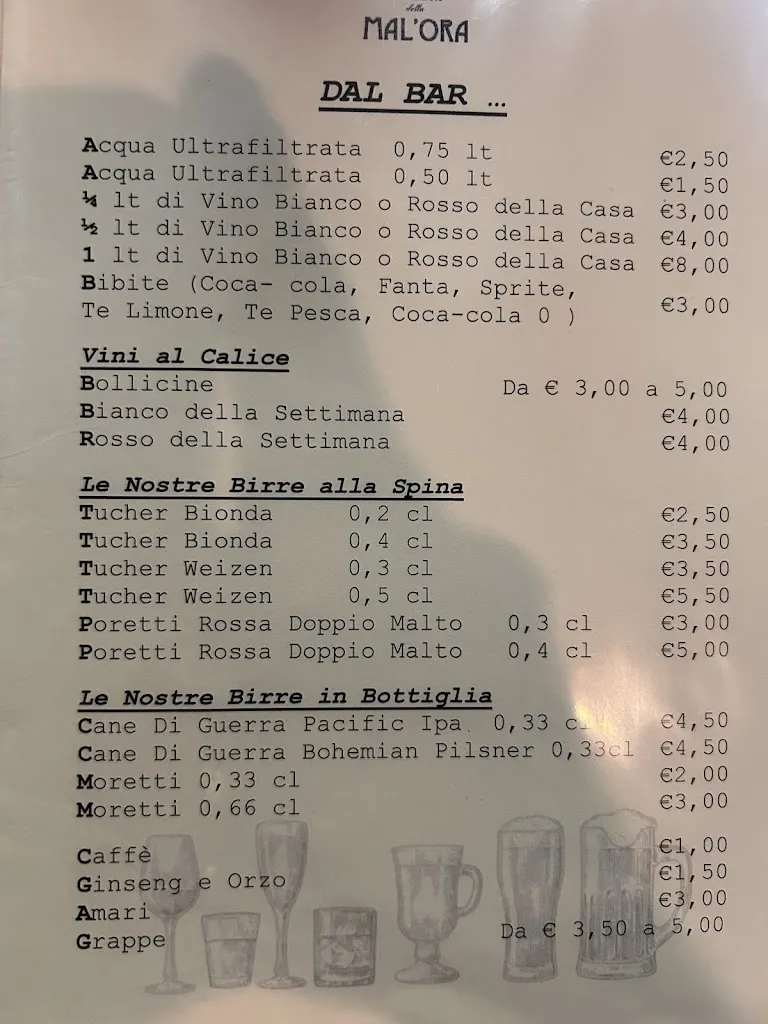 della
MAL'ORA
DAL BAR ...
Acqua Ultrafiltrata 0,75 lt €2,50
Acqua Ultrafiltrata 0,50 lt €1,50
¼ lt di Vino Bianco o Rosso della Casa €3,00
½ lt di Vino Bianco o Rosso della Casa €4,00
1 lt di Vino Bianco o Rosso della Casa €8,00
Bibite (Coca- cola, Fanta, Sprite,
Te Limone, Te Pesca, Coca-cola 0 ) €3,00
Vini al Calice
Bollicine Da € 3,00 a 5,00
Bianco della Settimana €4,00
Rosso della Settimana €4,00
Le Nostre Birre alla Spina
Tucher Bionda 0,2 cl €2,50
Tucher Bionda 0,4 cl €3,50
Tucher Weizen 0,3 cl €3,50
Tucher Weizen 0,5 cl €5,50
Poretti Rossa Doppio Malto 0,3 cl €3,00
Poretti Rossa Doppio Malto 0,4 cl €5,00
Le Nostre Birre in Bottiglia
Cane Di Guerra Pacific Ipa. 0,33 cl €4,50
Cane Di Guerra Bohemian Pilsner 0,33cl €4,50
Moretti 0,33 cl €2,00
Moretti 0,66 cl €3,00
Caffè €1,00
Ginseng e Orzo €1,50
Amari €3,00
Grappe Da € 3,50 a 5,00